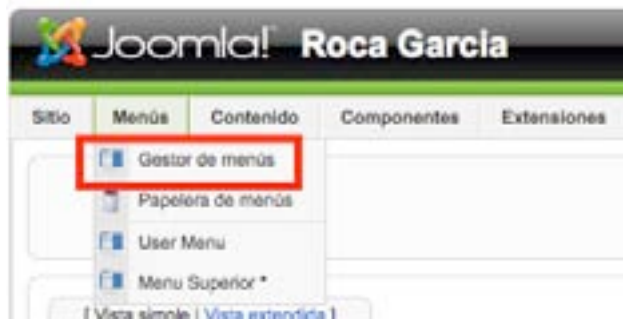 Joomla! Roca Garcia
Sitio Menús Contenido Componentes Extensiones
Gestor de menús
Papelera de menús
User Menu
Menu Superior *
[ Vista simple | Vista extendida ]